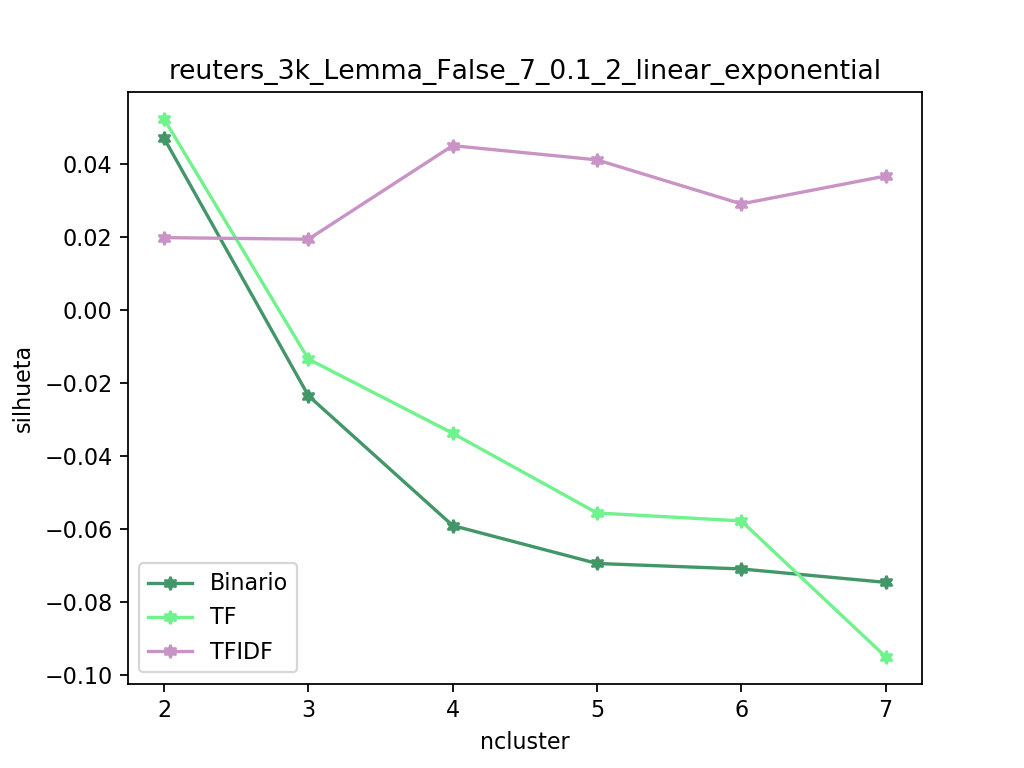 reuters_3k_Lemma_False_7_0.1_2_linear_exponential
silhueta
0.04
0.02
0.00
−0.02
−0.04
−0.06
−0.08
−0.10
Binario
TF
TFIDF
2 3 4 5 6 7
ncluster